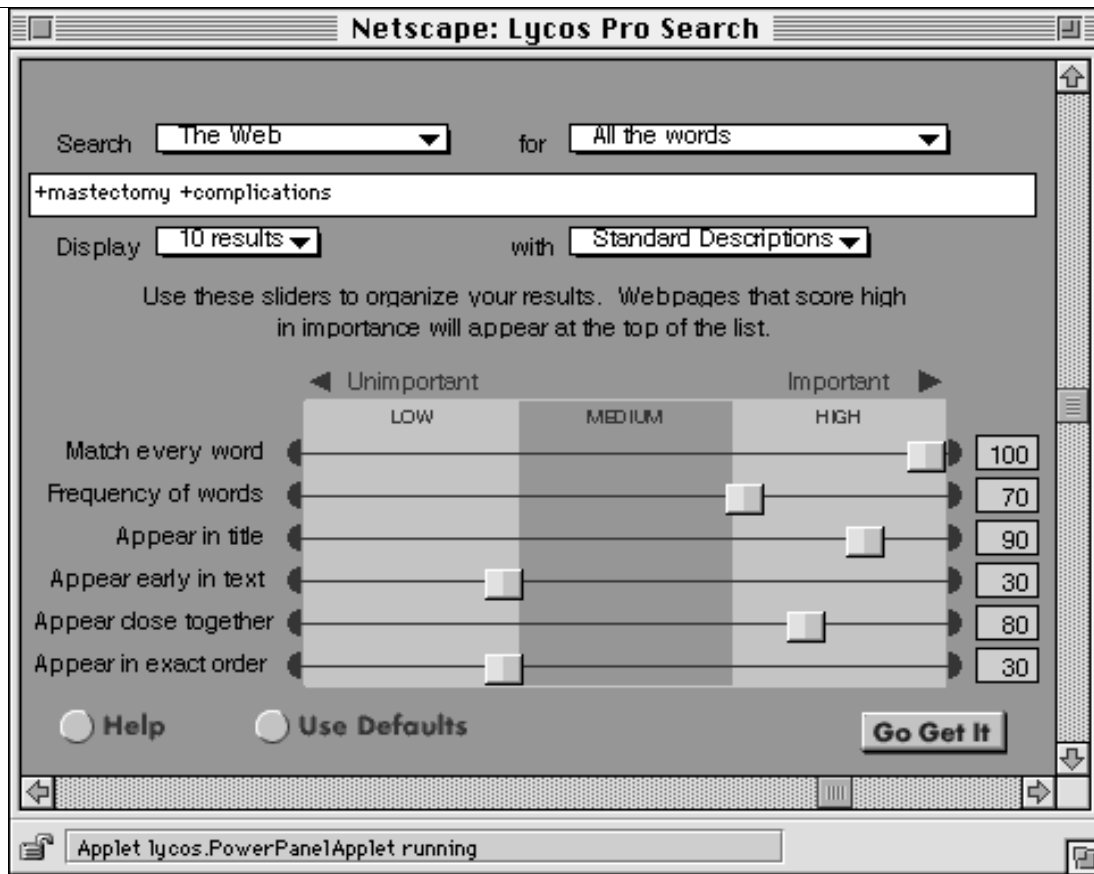 Netscape: Lycos Pro Search
Search The Web for All the words
+mastectomy +complications
Display 10 results with Standard Descriptions
Use these sliders to organize your results. Webpages that score high
in importance will appear at the top of the list.
Unimportant Important
LOW MEDIUM HIGH
Match every word 100
Frequency of words 70
Appear in title 90
Appear early in text 30
Appear close together 80
Appear in exact order 30
Help Use Defaults Go Get It
Applet lycos.PowerPanelApplet running